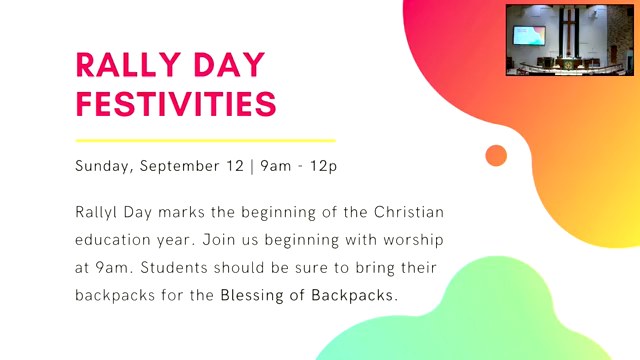 RALLY DAY
FESTIVITIES
Sunday, September 12 | 9am - 12p
Rallyl Day marks the beginning of the Christian
education year. Join us beginning with worship
at 9am. Students should be sure to bring their
backpacks for the Blessing of Backpacks.